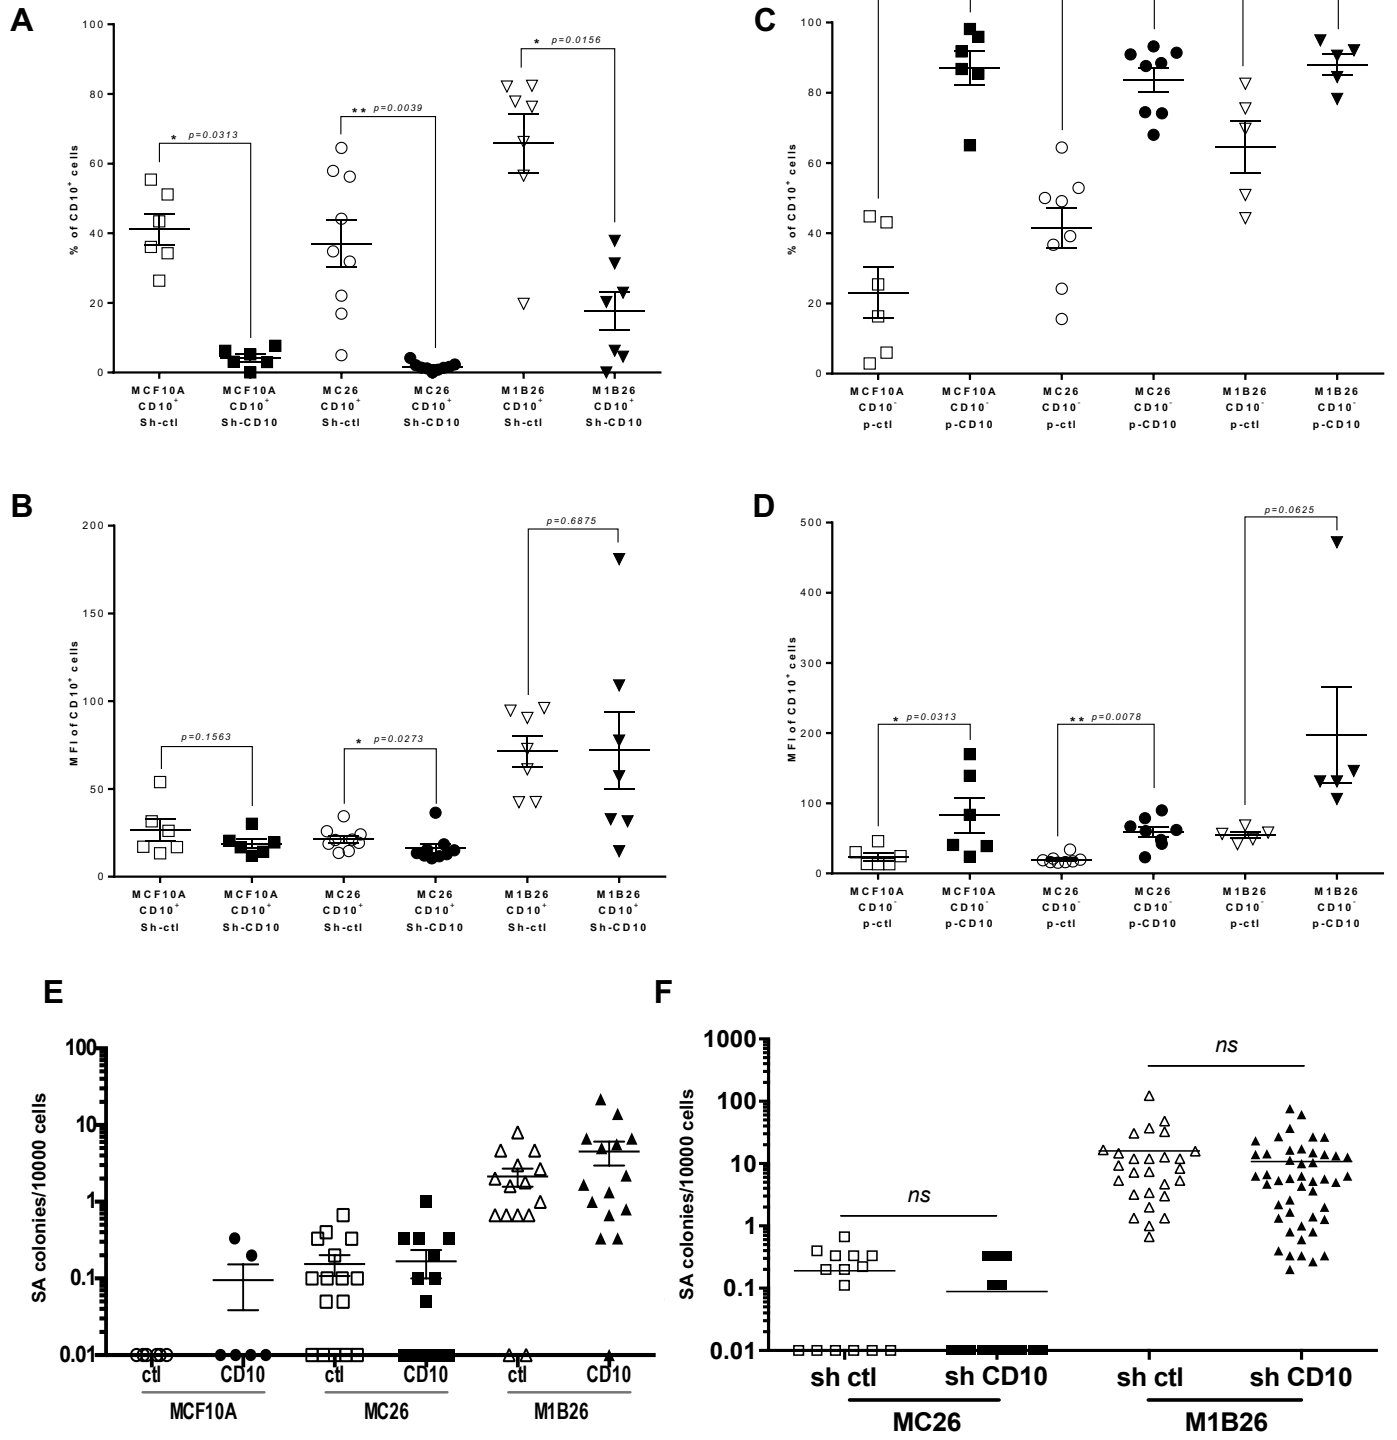 A
100
80
60
40
20
0
% of CD10+ cells
* p=0.0313
** p=0.0039
* p=0.0156
MCF10A MCF10A MC26 MC26 M1B26 M1B26
CD10+ CD10+ CD10+ CD10+ CD10+ CD10+
Sh-ctl Sh-CD10 Sh-ctl Sh-CD10 Sh-ctl Sh-CD10
C
100
80
60
40
20
0
% of CD10+ cells
MCF10A MCF10A MC26 MC26 M1B26 M1B26
CD10- CD10- CD10- CD10- CD10- CD10-
p-ctl p-CD10 p-ctl p-CD10 p-ctl p-CD10
B
200
150
100
50
0
MFI of CD10+ cells
p=0.1563
* p=0.0273
p=0.6875
MCF10A MCF10A MC26 MC26 M1B26 M1B26
CD10+ CD10+ CD10+ CD10+ CD10+ CD10+
Sh-ctl Sh-CD10 Sh-ctl Sh-CD10 Sh-ctl Sh-CD10
D
500
400
300
200
100
0
MFI of CD10+ cells
* p=0.0313
** p=0.0078
p=0.0625
MCF10A MCF10A MC26 MC26 M1B26 M1B26
CD10- CD10- CD10- CD10- CD10- CD10-
p-ctl p-CD10 p-ctl p-CD10 p-ctl p-CD10
E
100
10
1
0.1
0.01
SA colonies/10000 cells
ctl CD10 ctl CD10 ctl CD10
MCF10A MC26 M1B26
F
1000
100
10
1
0.1
0.01
SA colonies/10000 cells
ns
ns
sh ctl sh CD10 sh ctl sh CD10
MC26 M1B26